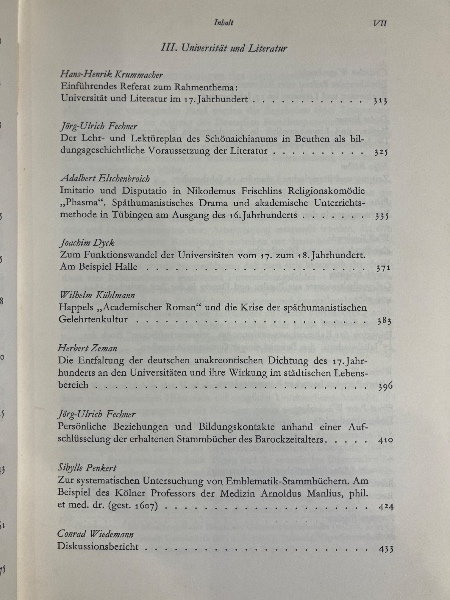 Inhalt VII
III. Universität und Literatur
Hans-Henrik Krummacher
Einführendes Referat zum Rahmenthema:
Universität und Literatur im 17. Jahrhundert . . . . . . . . . . . 313
Jörg-Ulrich Fechner
Der Lehr- und Lektüreplan des Schönaichianums in Beuthen als bil-
dungsgeschichtliche Voraussetzung der Literatur . . . . . . . . . 325
Adalbert Elschenbroich
Imitatio und Disputatio in Nikodemus Frischlins Religionskomödie
„Phasma“. Späthumanistisches Drama und akademische Unterrichts-
methode in Tübingen am Ausgang des 16. Jahrhunderts . . . . . . 335
Joachim Dyck
Zum Funktionswandel der Universitäten vom 17. zum 18. Jahrhundert.
Am Beispiel Halle . . . . . . . . . . . . . . . . . . . . 371
Wilhelm Kühlmann
Happels „Academischer Roman“ und die Krise der späthumanistischen
Gelehrtenkultur . . . . . . . . . . . . . . . . . . . . . 383
Herbert Zeman
Die Entfaltung der deutschen anakreontischen Dichtung des 17. Jahr-
hunderts an den Universitäten und ihre Wirkung im städtischen Lebens-
bereich . . . . . . . . . . . . . . . . . . . . . . . . . 396
Jörg-Ulrich Fechner
Persönliche Beziehungen und Bildungskontakte anhand einer Auf-
schlüsselung der erhaltenen Stammbücher des Barockzeitalters . . . . . 410
Sibylle Penkert
Zur systematischen Untersuchung von Emblematik-Stammbüchern. Am
Beispiel des Kölner Professors der Medizin Arnoldus Manlius, phil.
et med. dr. (gest. 1607) . . . . . . . . . . . . . . . . . . 424
Conrad Wiedemann
Diskussionsbericht . . . . . . . . . . . . . . . . . . . . 433